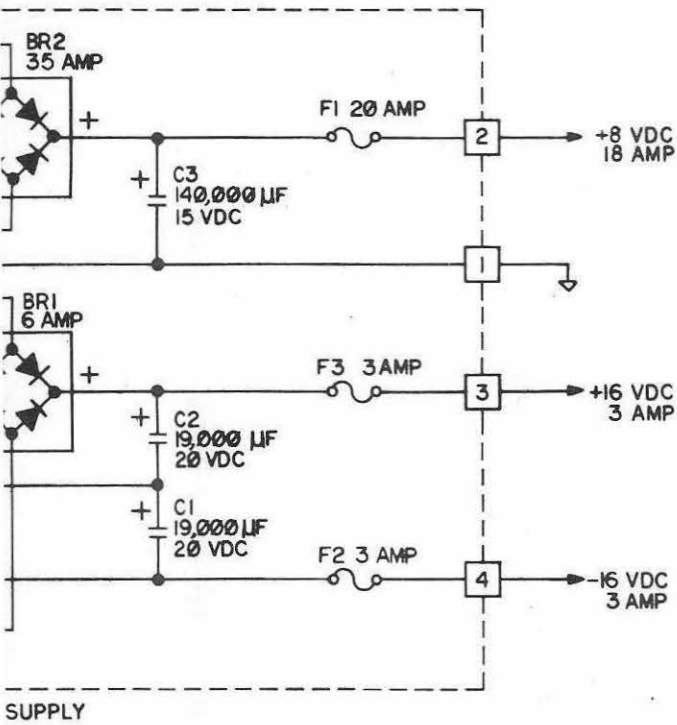 BR2
35 AMP
+
F1 20 AMP
2
+8 VDC
18 AMP
+
C3
140,000 µF
15 VDC
1
BR1
6 AMP
+
F3 3 AMP
3
+16 VDC
3 AMP
+
C2
19,000 µF
20 VDC
+
C1
19,000 µF
20 VDC
F2 3 AMP
4
-16 VDC
3 AMP
SUPPLY